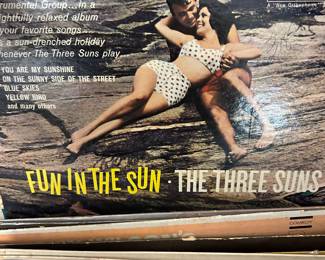 rumental Group...In a
ghtfully relaxed album
your favorite songs...
s a sun-drenched holiday
henever The Three Suns play.
YOU ARE MY SUNSHINE
ON THE SUNNY SIDE OF THE STREET
BLUE SKIES
YELLOW BIRD
and many others
FUN IN THE SUN · THE THREE SUNS